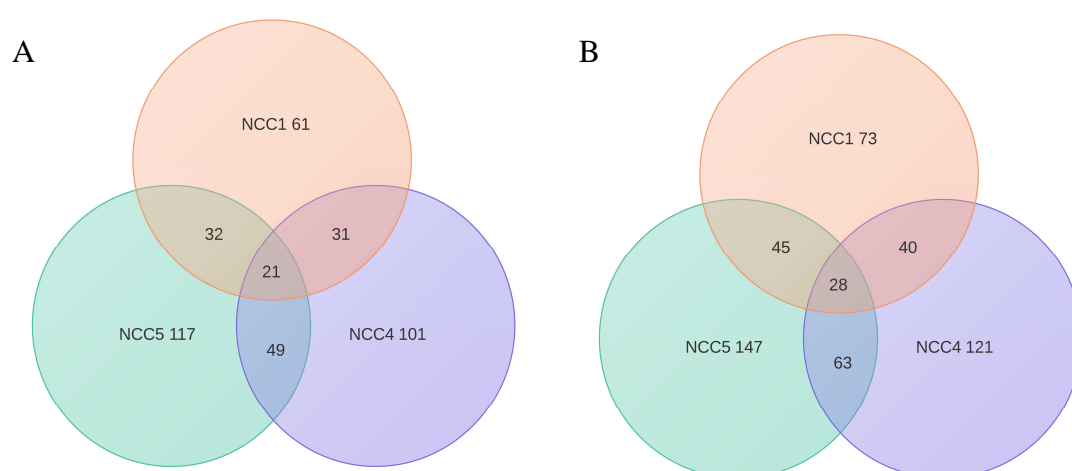 A
NCC1 61
32
31
21
NCC5 117
NCC4 101
49
B
NCC1 73
45
40
28
NCC5 147
NCC4 121
63